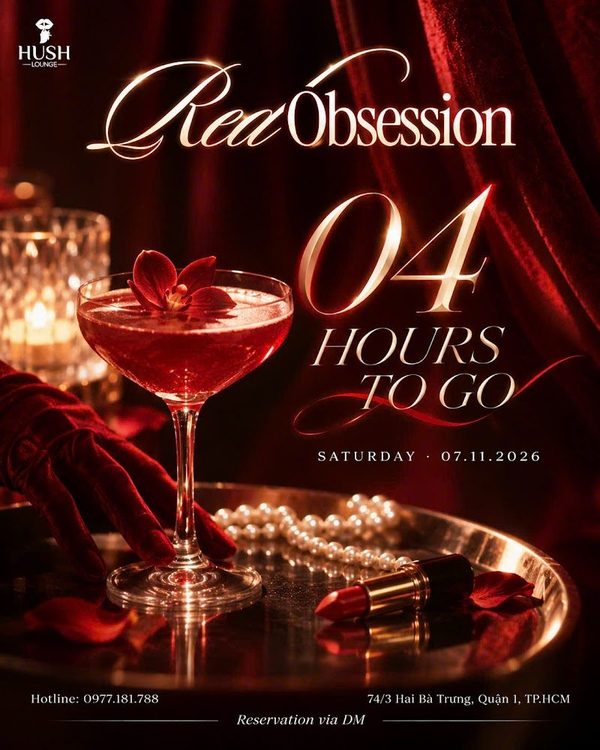 HUSH
LOUNGE
Red Obsession
04
HOURS
TO GO
SATURDAY · 07.11.2026
Hotline: 0977.181.788
74/3 Hai Bà Trưng, Quận 1, TP.HCM
Reservation via DM